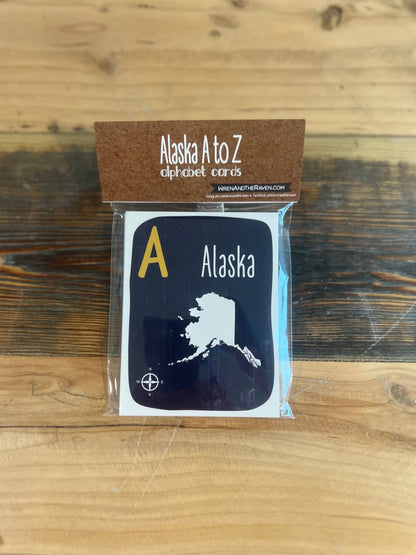 Alaska A to Z
alphabet cards
WRENANDTHERAVEN.COM
A
Alaska
N
W E
S